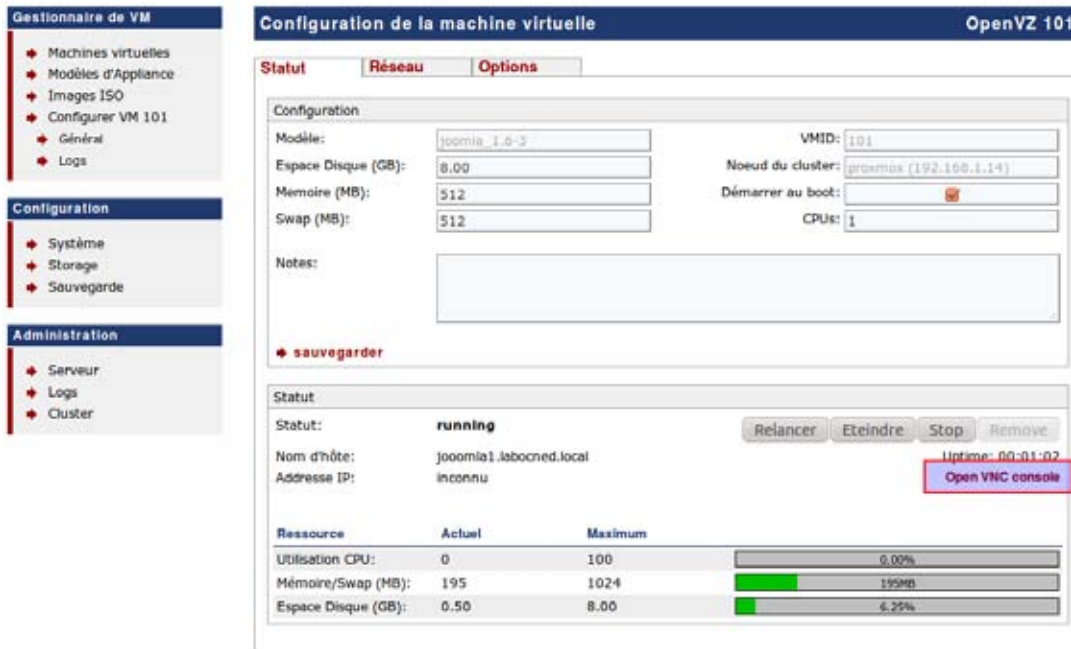 Gestionnaire de VM
Machines virtuelles
Modèles d'Appliance
Images ISO
Configurer VM 101
Général
Logs
Configuration
Système
Storage
Sauvegarde
Administration
Serveur
Logs
Cluster
Configuration de la machine virtuelle OpenVZ 101
Statut Réseau Options
Configuration
Modèle: joomla_1.6-3 VMID: 101
Espace Disque (GB): 8.00 Noeud du cluster: proxmox (192.168.1.14)
Memoire (MB): 512 Démarrer au boot:
Swap (MB): 512 CPUs: 1
Notes:
sauvegarder
Statut
Statut: running Relancer Eteindre Stop Remove
Nom d'hôte: jooomla1.labocned.local Uptime: 00:01:02
Addresse IP: inconnu Open VNC console
Ressource Actuel Maximum
Utilisation CPU: 0 100 0.00%
Mémoire/Swap (MB): 195 1024 195MB
Espace Disque (GB): 0.50 8.00 6.25%